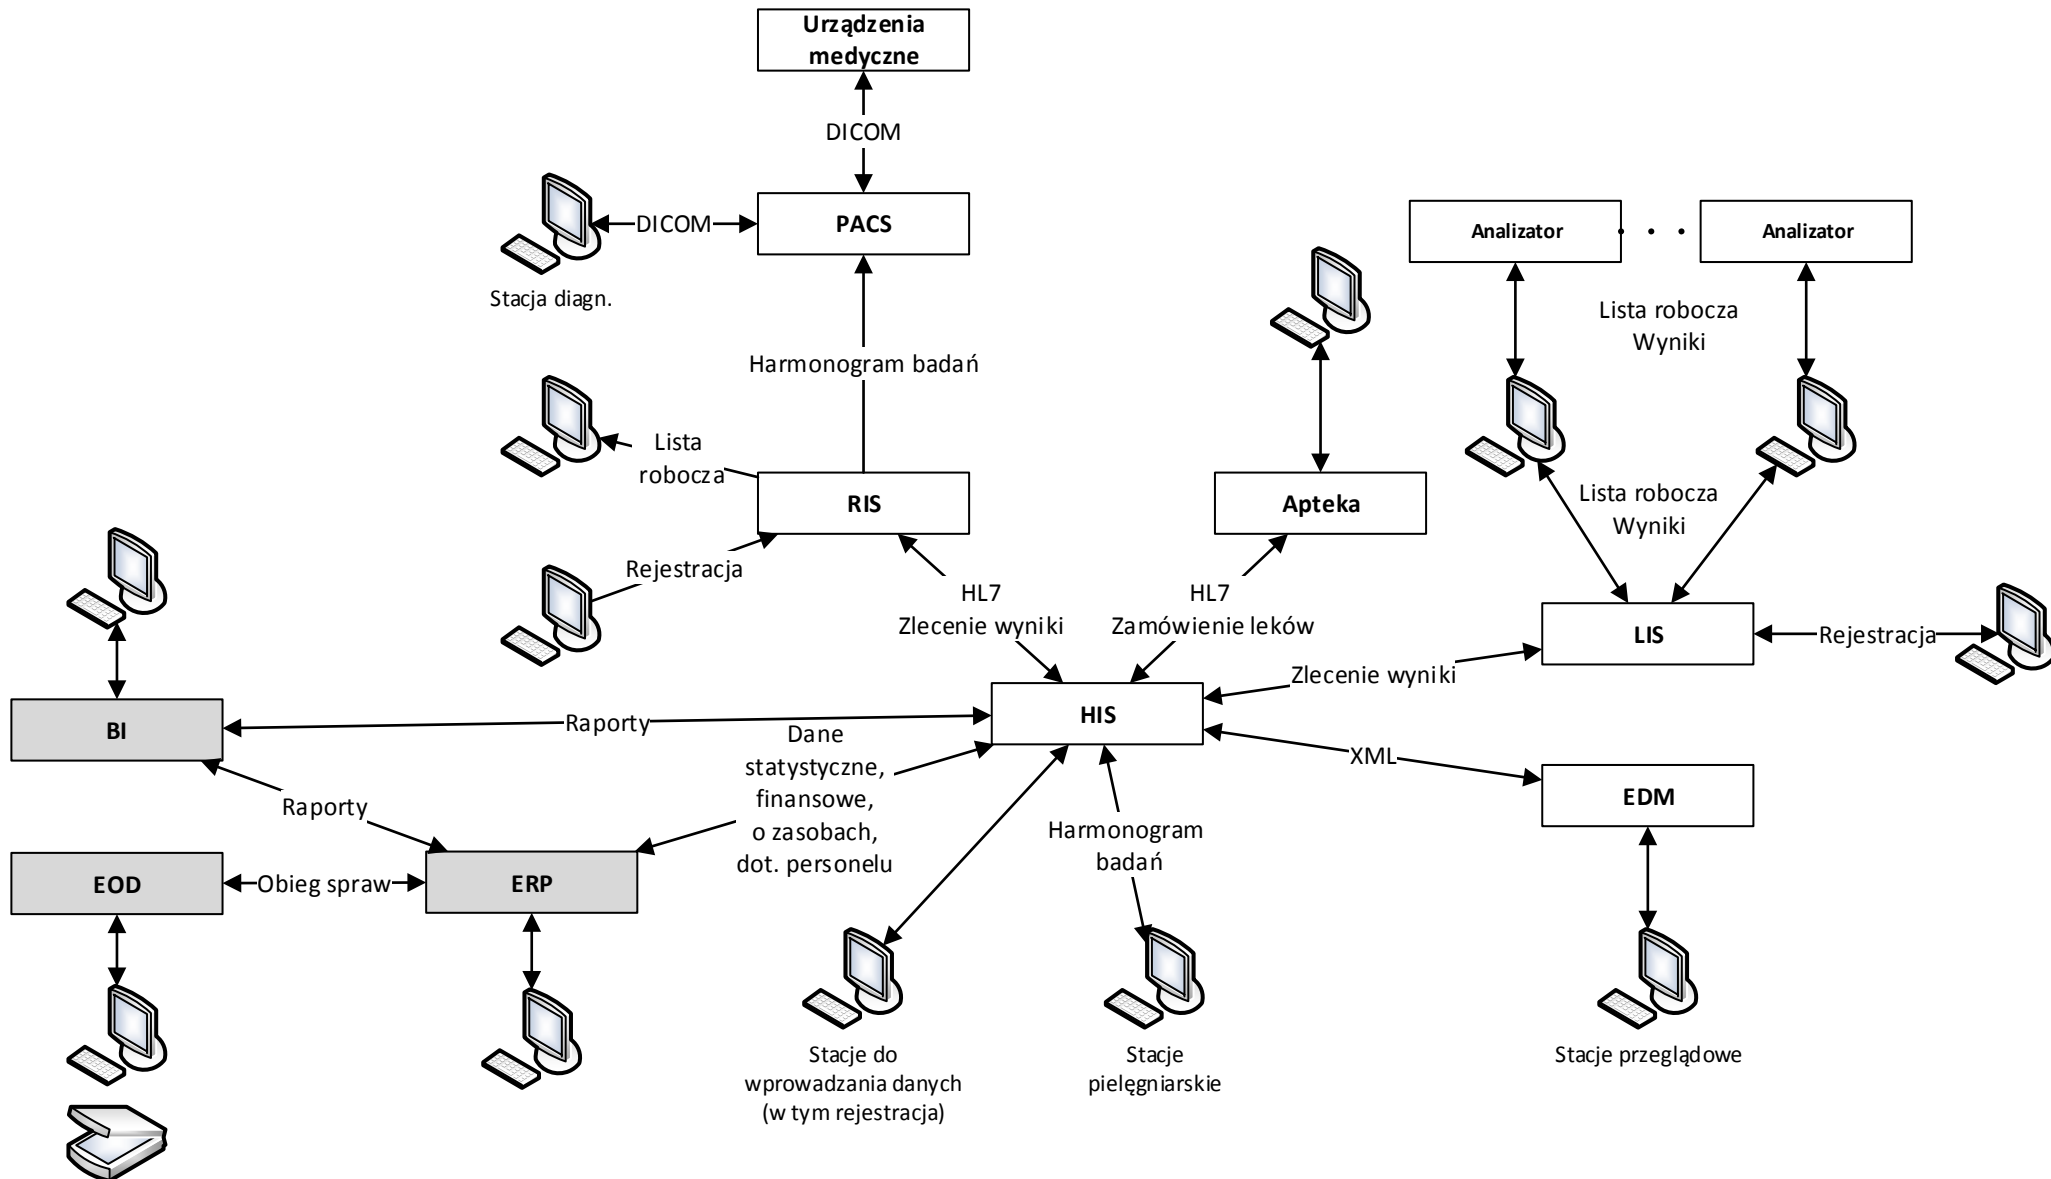 Urządzenia
medyczne
DICOM
DICOM
PACS
Stacja diagn.
Analizator
. . .
Analizator
Lista robocza
Wyniki
Harmonogram badań
Lista
robocza
RIS
Apteka
Lista robocza
Wyniki
Rejestracja
HL7
Zlecenie wyniki
HL7
Zamówienie leków
LIS
Rejestracja
Zlecenie wyniki
BI
Raporty
HIS
Dane
statystyczne,
finansowe,
o zasobach,
dot. personelu
XML
EDM
Raporty
Harmonogram
badań
EOD
Obieg spraw
ERP
Stacje do
wprowadzania danych
(w tym rejestracja)
Stacje
pielęgniarskie
Stacje przeglądowe